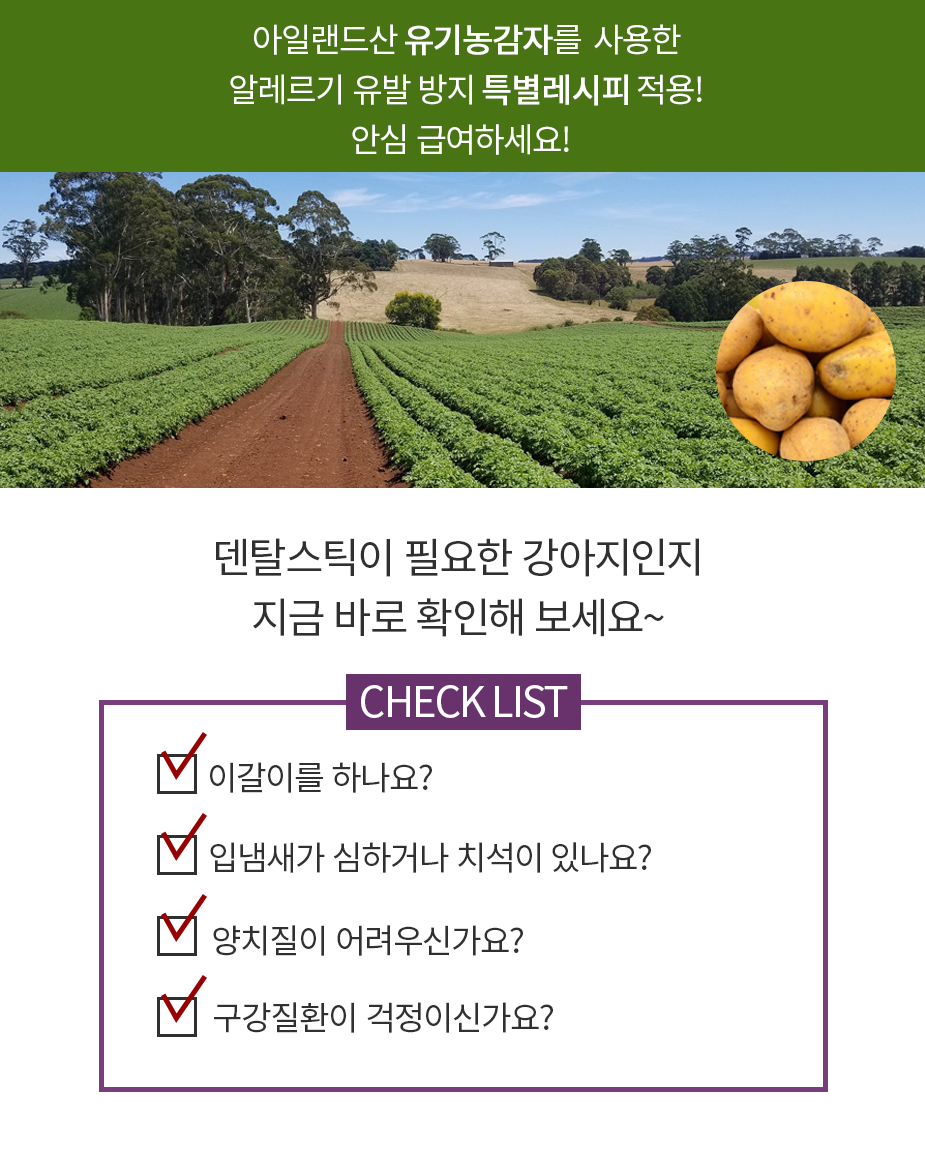 아일랜드산 유기농감자를 사용한
알레르기 유발 방지 특별레시피 적용!
안심 급여하세요!
덴탈스틱이 필요한 강아지인지
지금 바로 확인해 보세요~
CHECK LIST
이갈이를 하나요?
입냄새가 심하거나 치석이 있나요?
양치질이 어려우신가요?
구강질환이 걱정이신가요?